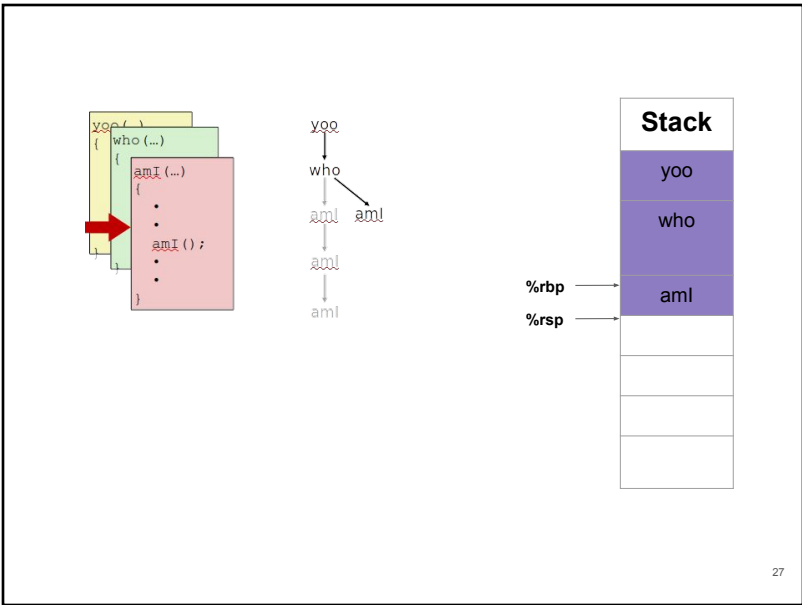 yoo(…)
{
}
who(…)
{
}
amI(…)
{
•
•
amI();
•
•
}
yoo
who
amI
amI
amI
amI
Stack
yoo
who
amI
%rbp
%rsp
27